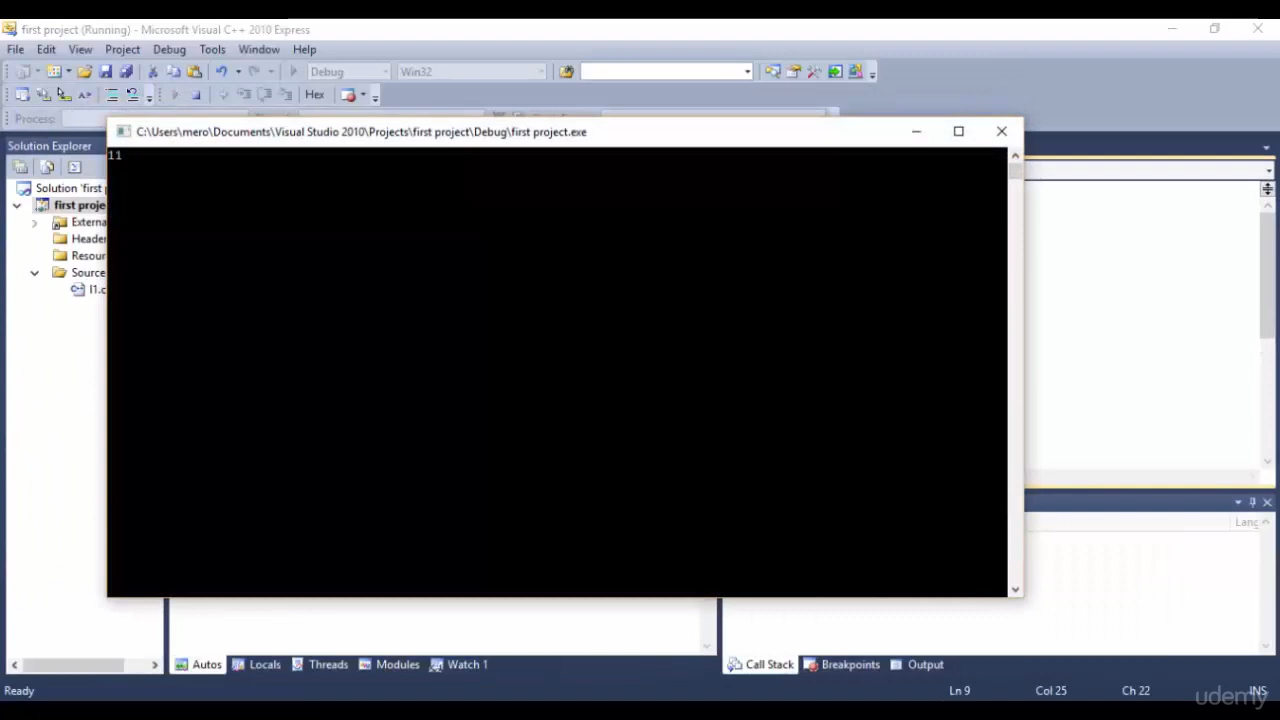 first project (Running) - Microsoft Visual C++ 2010 Express
File Edit View Project Debug Tools Window Help
Debug Win32
Hex
Process:
C:\Users\mero\Documents\Visual Studio 2010\Projects\first project\Debug\first project.exe
Solution Explorer
11
Solution 'first p
first proje
Externa
Header
Resour
Source
l1.c
Lang
Autos Locals Threads Modules Watch 1 Call Stack Breakpoints Output
Ready Ln 9 Col 25 Ch 22 INS
udemy